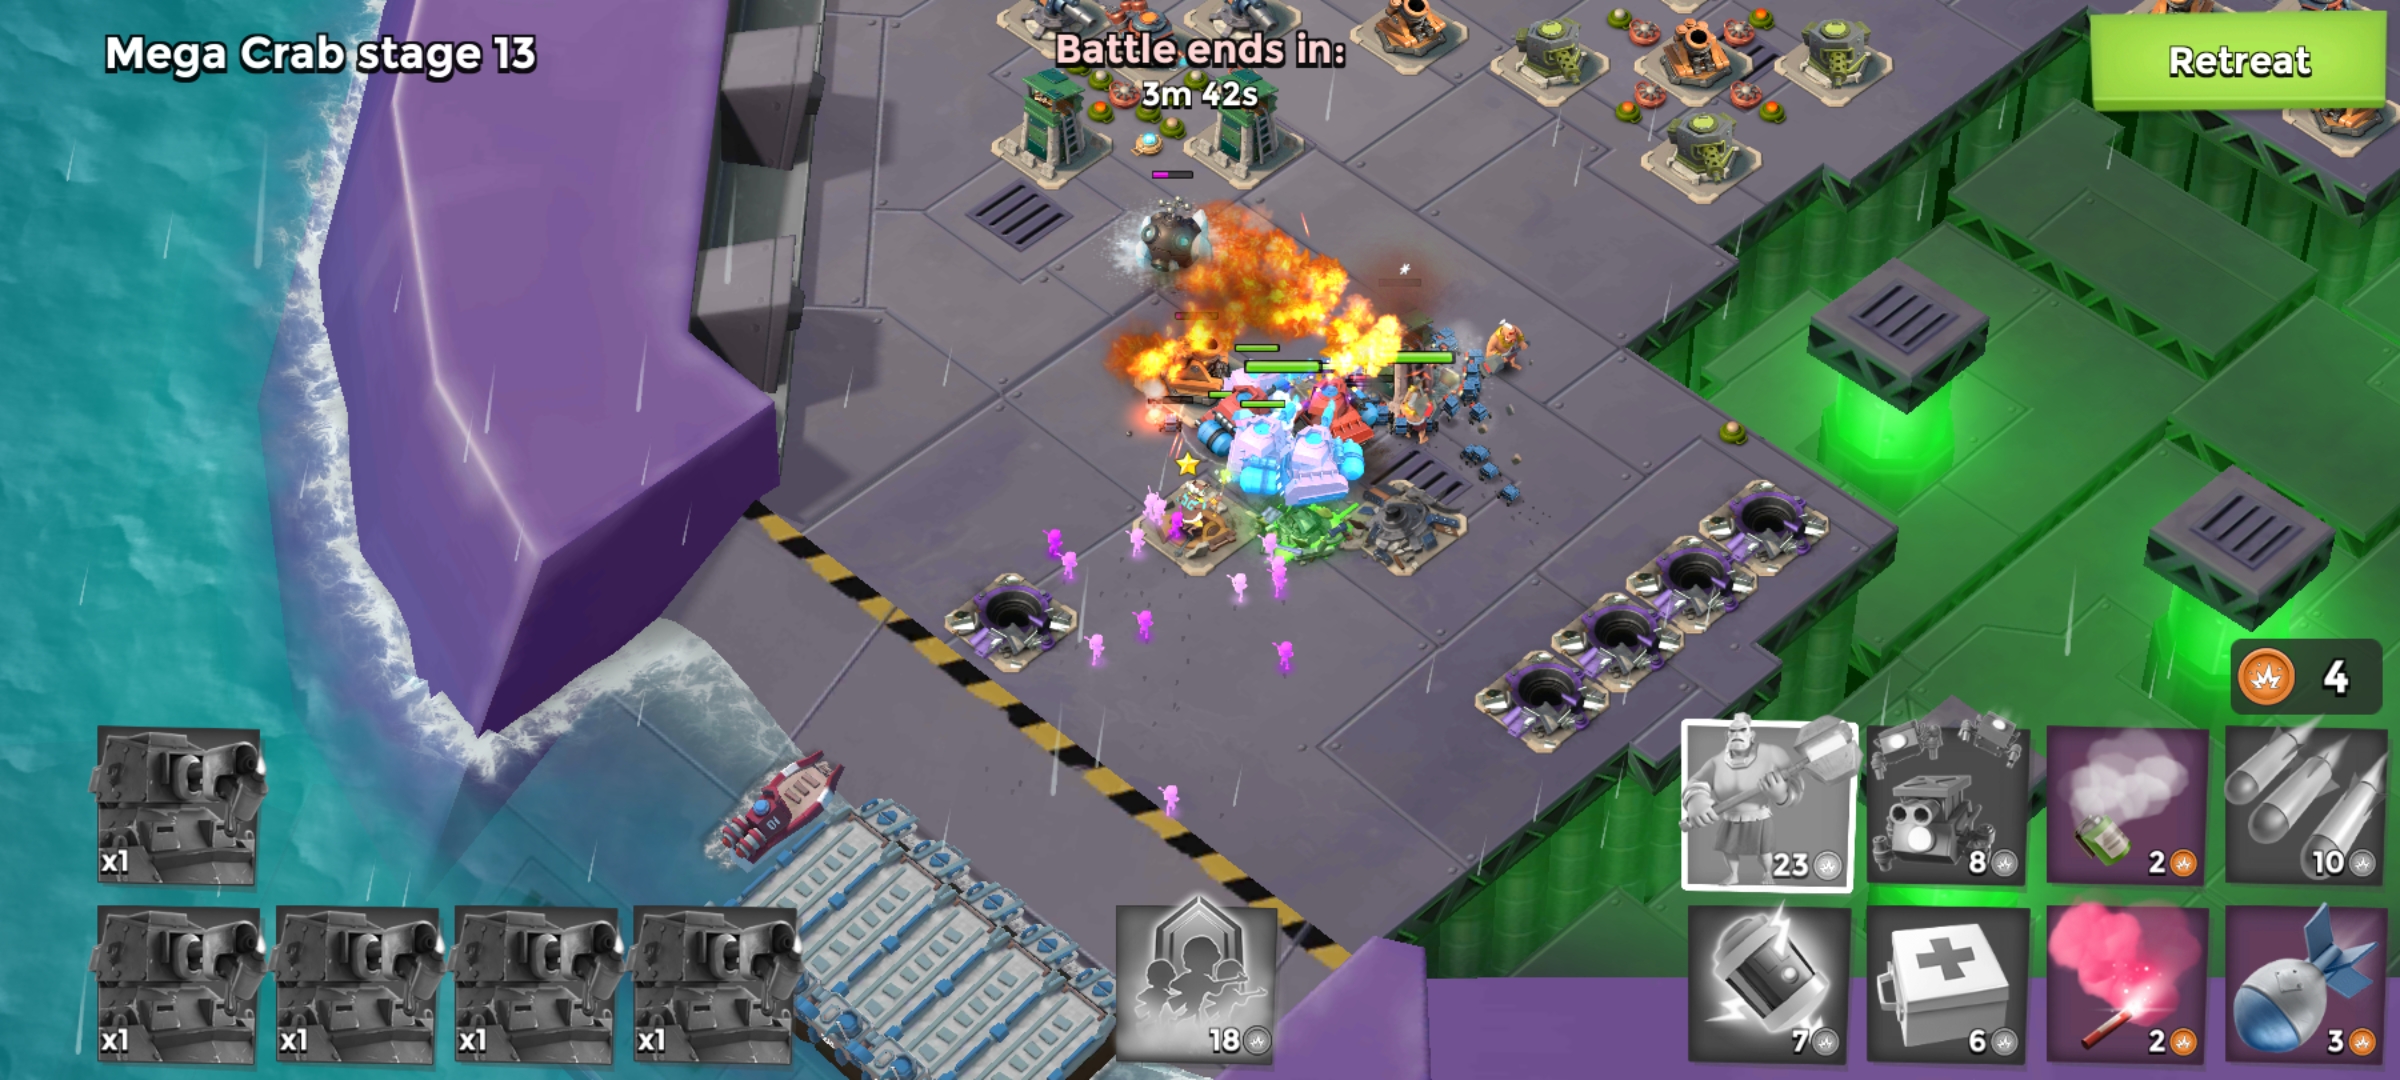 Mega Crab stage 13
Battle ends in:
3m 42s
Retreat
4
23
8
2
10
x1
x1
x1
x1
x1
18
7
6
2
3